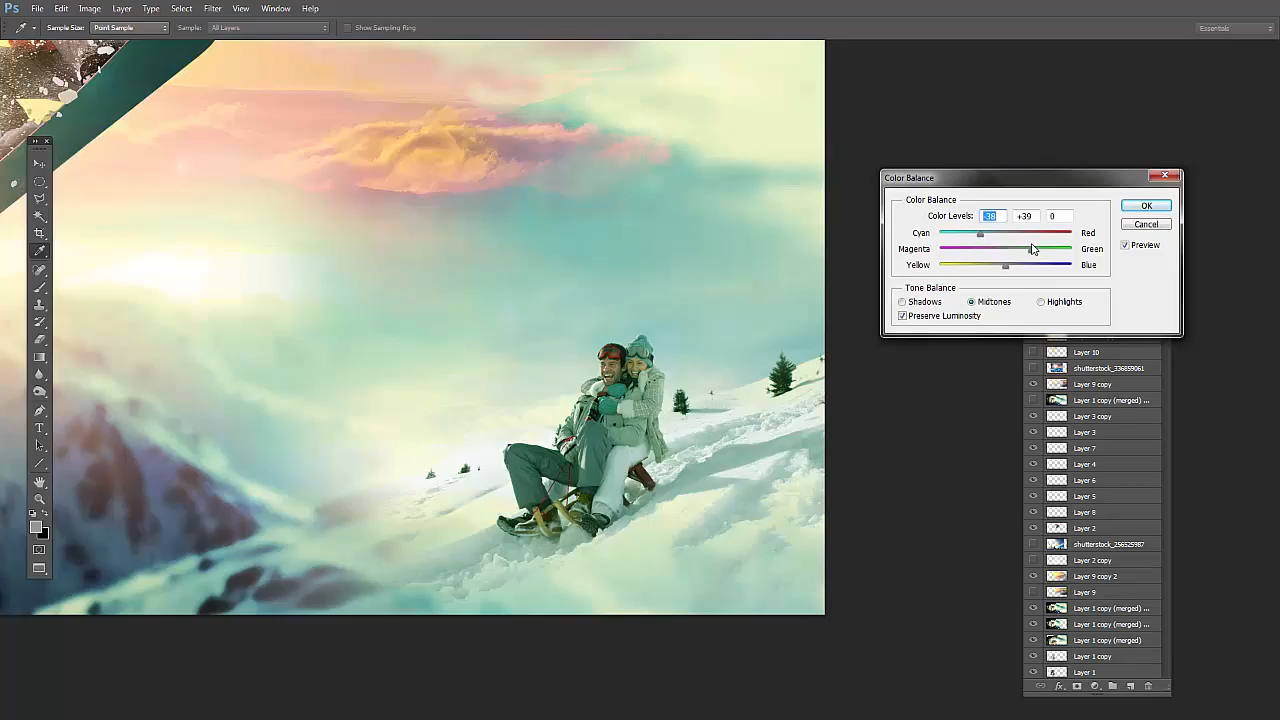 Ps File Edit Image Layer Type Select Filter View Window Help
Sample Size: Point Sample Sample: All Layers Show Sampling Ring Essentials
Color Balance
Color Balance
Color Levels: -38 +39 0
OK
Cyan Red
Cancel
Magenta Green
Preview
Yellow Blue
Tone Balance
Shadows Midtones Highlights
Preserve Luminosity
Layer 10
shutterstock_336859061
Layer 9 copy
Layer 1 copy (merged) ...
Layer 3 copy
Layer 3
Layer 7
Layer 4
Layer 6
Layer 5
Layer 8
Layer 2
shutterstock_256525987
Layer 2 copy
Layer 9 copy 2
Layer 9
Layer 1 copy (merged) ...
Layer 1 copy (merged) ...
Layer 1 copy (merged)
Layer 1 copy
Layer 1
fx